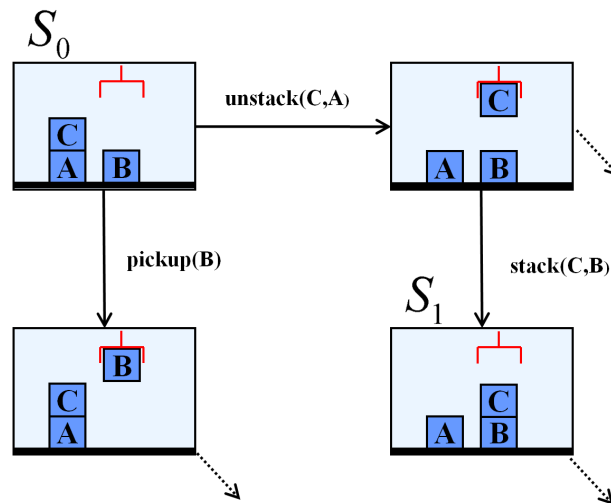 S0
C
A B
unstack(C,A)
C
A B
pickup(B)
stack(C,B)
S1
B
C
A
C
A B